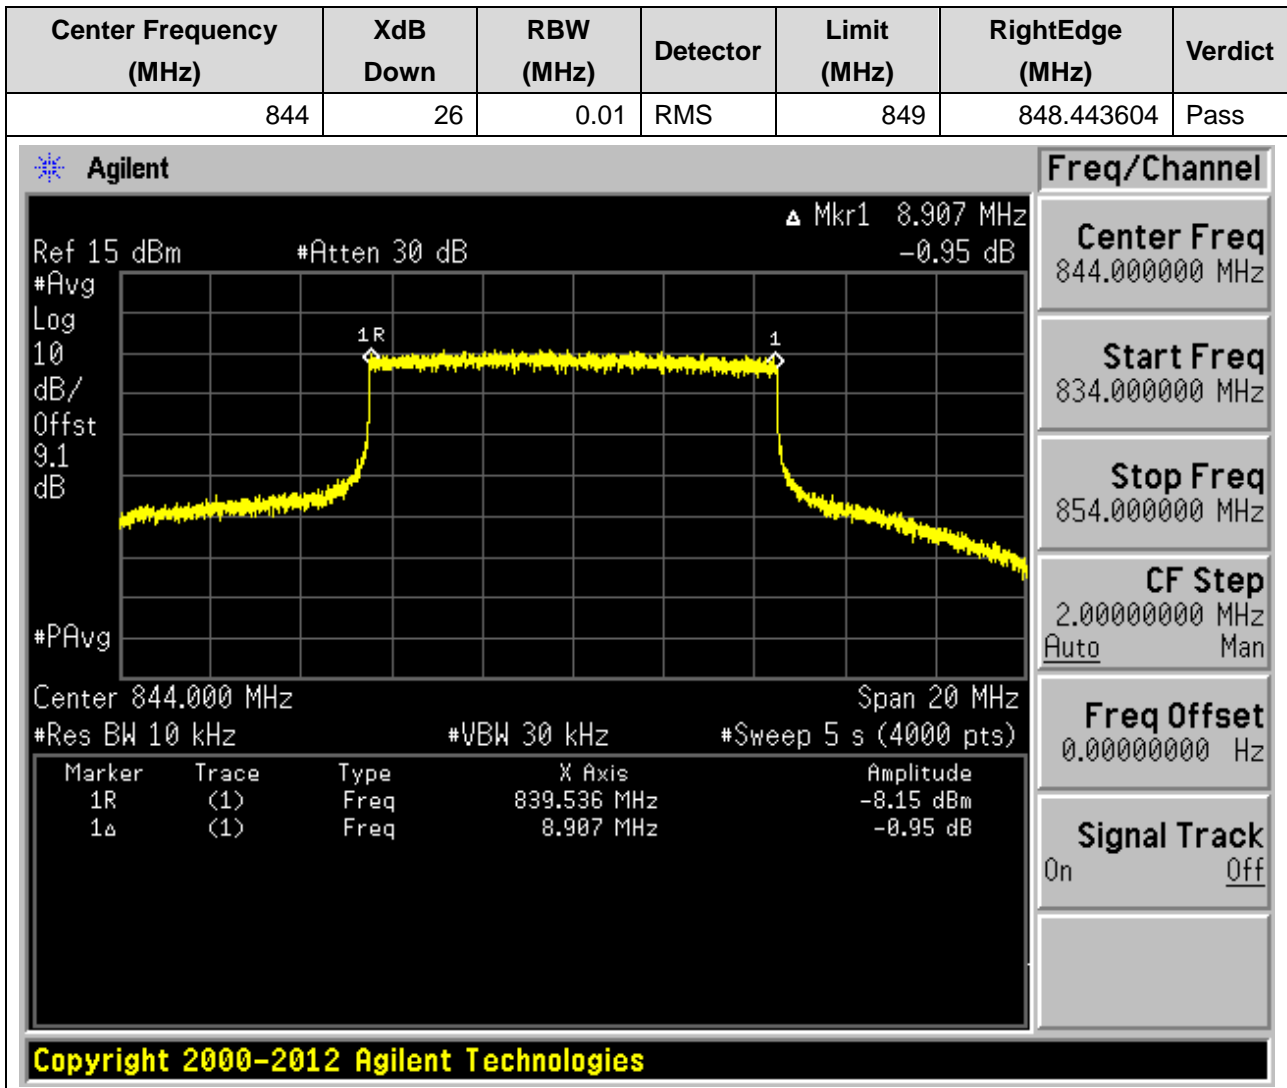 Center Frequency (MHz) XdB Down RBW (MHz) Detector Limit (MHz) RightEdge (MHz) Verdict
844 26 0.01 RMS 849 848.443604 Pass
Agilent
Freq/Channel
Δ Mkr1 8.907 MHz
Ref 15 dBm #Atten 30 dB -0.95 dB
#Avg
Log
10
dB/
Offst
9.1
dB
#PAvg
1R
1
Center 844.000 MHz Span 20 MHz
#Res BW 10 kHz #VBW 30 kHz #Sweep 5 s (4000 pts)
Marker Trace Type X Axis Amplitude
1R (1) Freq 839.536 MHz -8.15 dBm
1Δ (1) Freq 8.907 MHz -0.95 dB
Center Freq
844.000000 MHz
Start Freq
834.000000 MHz
Stop Freq
854.000000 MHz
CF Step
2.00000000 MHz
Auto Man
Freq Offset
0.00000000 Hz
Signal Track
On Off
Copyright 2000-2012 Agilent Technologies